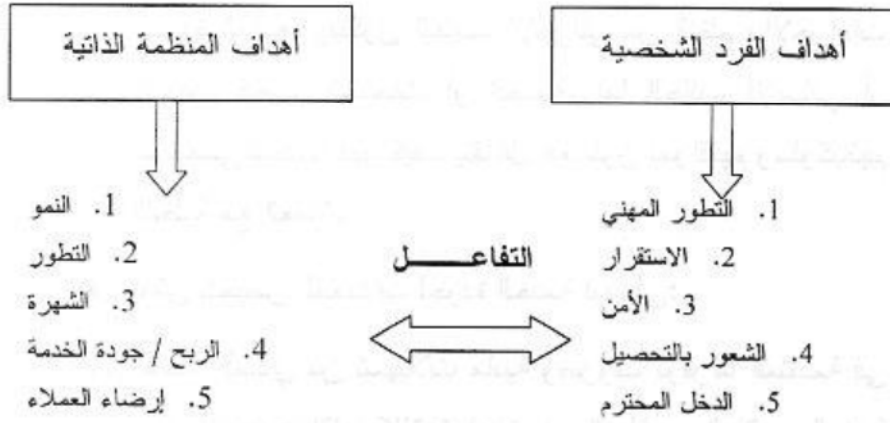 أهداف الفرد الشخصية
1. التطور المهني
2. الاستقرار
3. الأمن
4. الشعور بالتحصيل
5. الدخل المحترم
التفاعــــــل
أهداف المنظمة الذاتية
1. النمو
2. التطور
3. الشهرة
4. الربح / جودة الخدمة
5. إرضاء العملاء